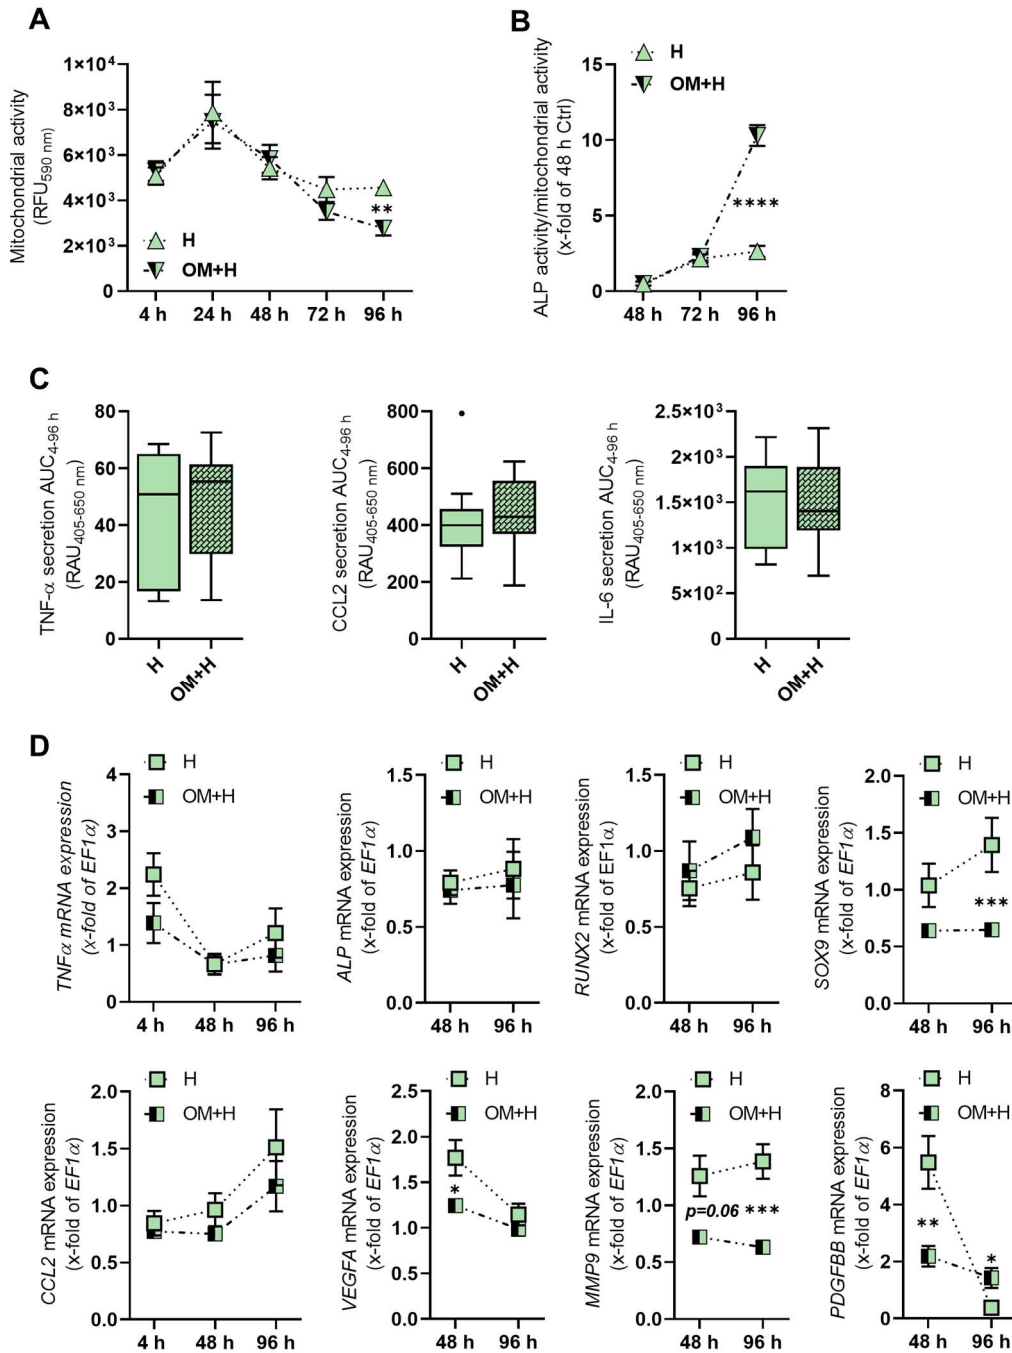 A
Mitochondrial activity
(RFU590 nm)
1×10⁴
8×10³
6×10³
4×10³
2×10³
0
H
OM+H
**
4 h 24 h 48 h 72 h 96 h
B
ALP activity/mitochondrial activity
(x-fold of 48 h Ctrl)
H
OM+H
15
10
5
0
****
48 h 72 h 96 h
C
TNF-α secretion AUC4-96 h
(RAU405-650 nm)
80
60
40
20
0
H OM+H
CCL2 secretion AUC4-96 h
(RAU405-650 nm)
800
600
400
200
0
H OM+H
IL-6 secretion AUC4-96 h
(RAU405-650 nm)
2.5×10³
2×10³
1.5×10³
1×10³
5×10²
0
H OM+H
D
TNFα mRNA expression
(x-fold of EF1α)
H
OM+H
4
3
2
1
0
4 h 48 h 96 h
ALP mRNA expression
(x-fold of EF1α)
H
OM+H
1.5
1.0
0.5
0.0
48 h 96 h
RUNX2 mRNA expression
(x-fold of EF1α)
H
OM+H
1.5
1.0
0.5
0.0
48 h 96 h
SOX9 mRNA expression
(x-fold of EF1α)
H
OM+H
2.0
1.5
1.0
0.5
0.0
***
48 h 96 h
CCL2 mRNA expression
(x-fold of EF1α)
H
OM+H
2.0
1.5
1.0
0.5
0.0
4 h 48 h 96 h
VEGFA mRNA expression
(x-fold of EF1α)
H
OM+H
2.5
2.0
1.5
1.0
0.5
0.0
*
48 h 96 h
MMP9 mRNA expression
(x-fold of EF1α)
H
OM+H
2.0
1.5
1.0
0.5
0.0
p=0.06 ***
48 h 96 h
PDGFBB mRNA expression
(x-fold of EF1α)
H
OM+H
8
6
4
2
0
**
*
48 h 96 h